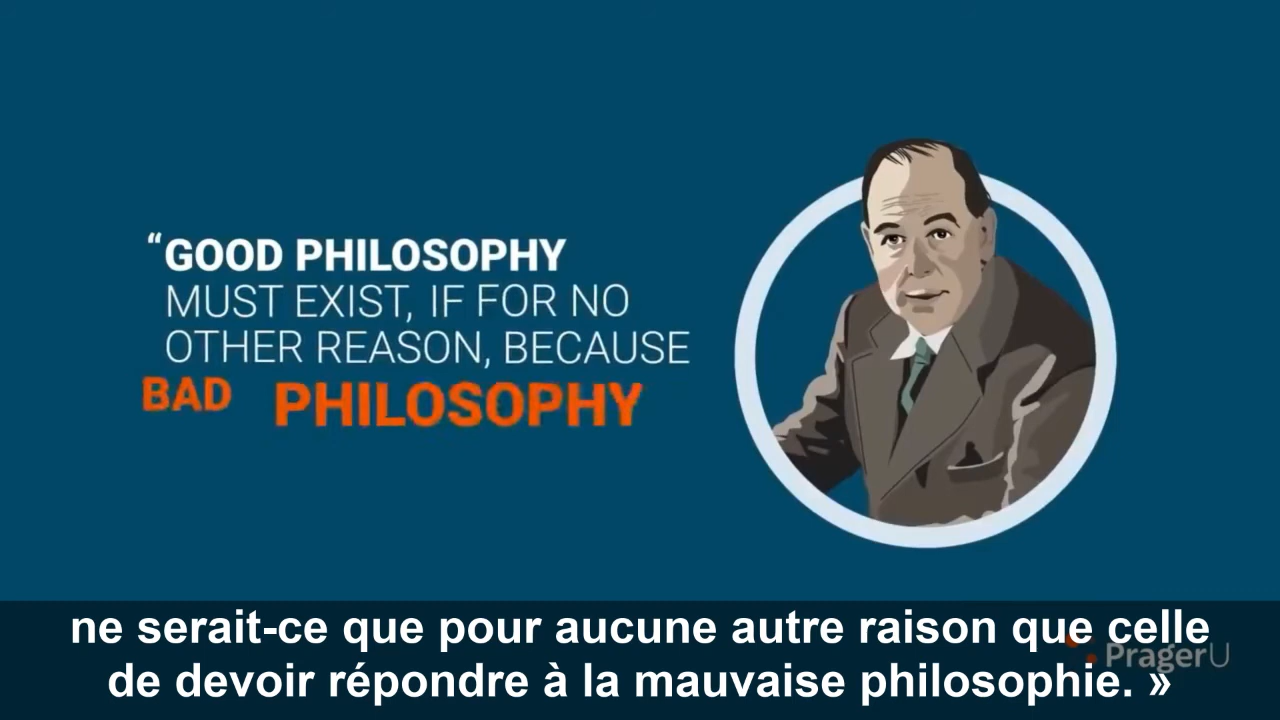 “GOOD PHILOSOPHY
MUST EXIST, IF FOR NO
OTHER REASON, BECAUSE
BAD PHILOSOPHY
ne serait-ce que pour aucune autre raison que celle
de devoir répondre à la mauvaise philosophie. »
PragerU